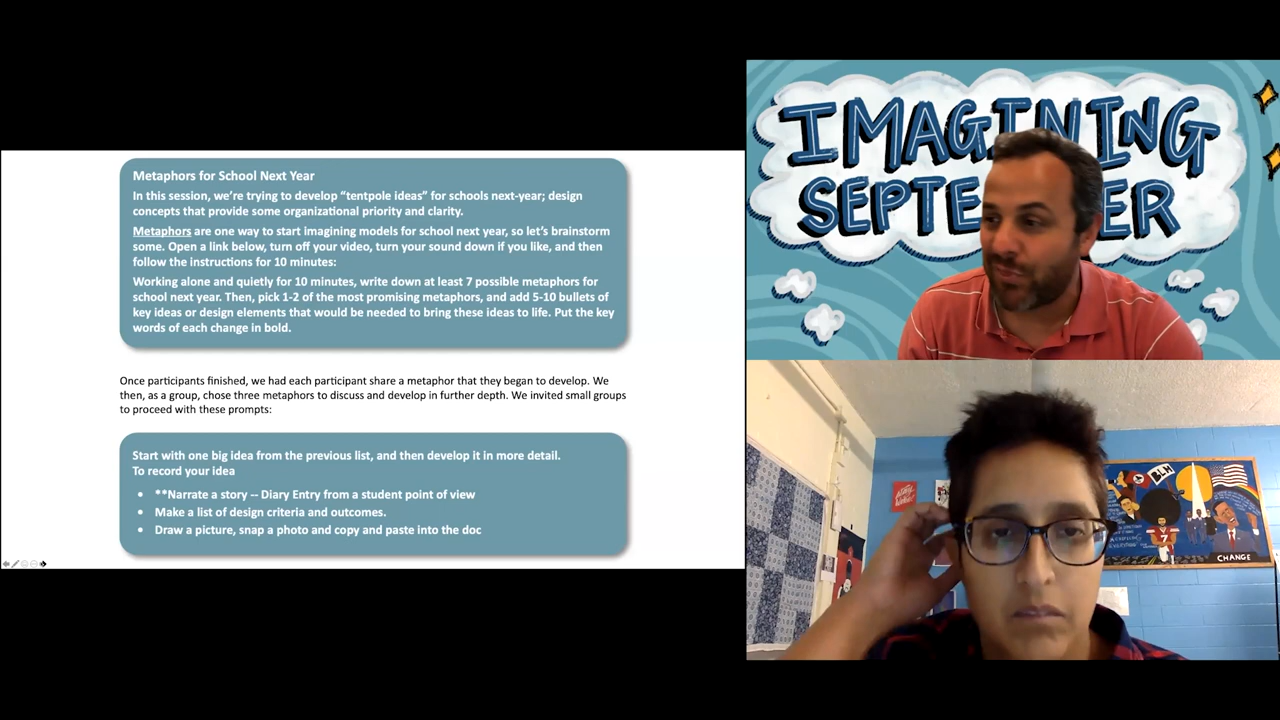 Metaphors for School Next Year
In this session, we’re trying to develop “tentpole ideas” for schools next-year; design
concepts that provide some organizational priority and clarity.
Metaphors are one way to start imagining models for school next year, so let’s brainstorm
some. Open a link below, turn off your video, turn your sound down if you like, and then
follow the instructions for 10 minutes:
Working alone and quietly for 10 minutes, write down at least 7 possible metaphors for
school next year. Then, pick 1-2 of the most promising metaphors, and add 5-10 bullets of
key ideas or design elements that would be needed to bring these ideas to life. Put the key
words of each change in bold.
Once participants finished, we had each participant share a metaphor that they began to develop. We
then, as a group, chose three metaphors to discuss and develop in further depth. We invited small groups
to proceed with these prompts:
Start with one big idea from the previous list, and then develop it in more detail.
To record your idea
• **Narrate a story -- Diary Entry from a student point of view
• Make a list of design criteria and outcomes.
• Draw a picture, snap a photo and copy and paste into the doc
IMAGINING
SEPTE ER
BLM
7
CHANGE